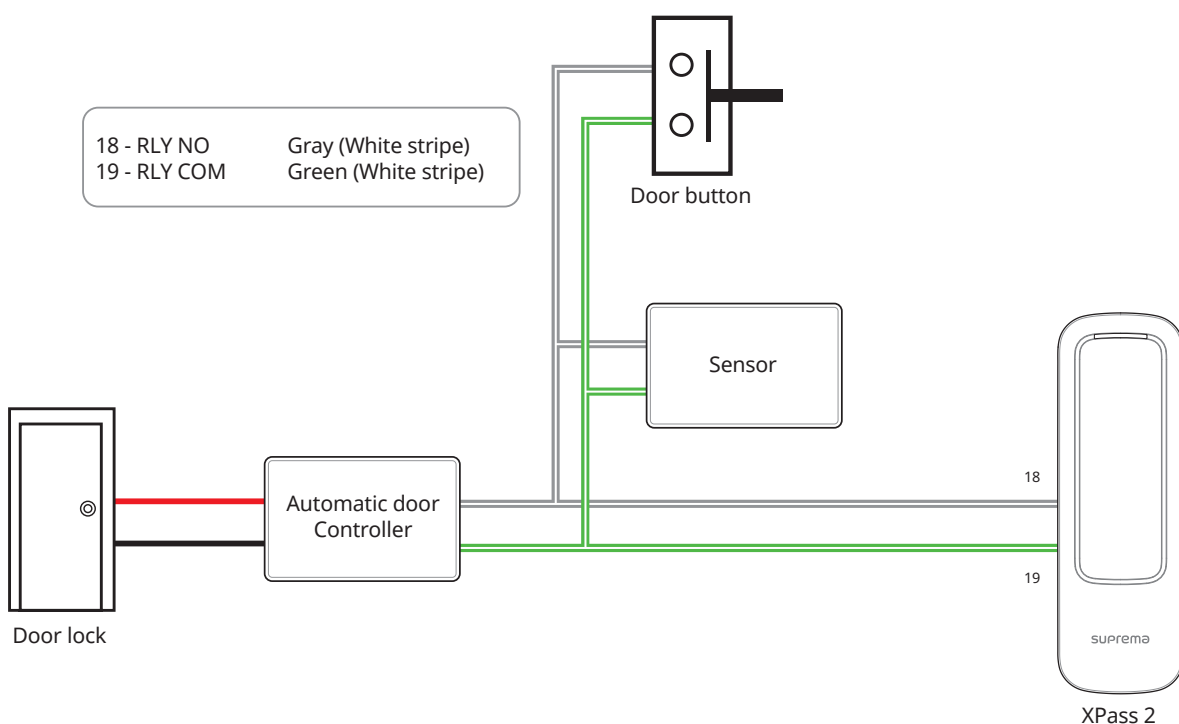 18 - RLY NO Gray (White stripe)
19 - RLY COM Green (White stripe)
Door button
Sensor
18
Automatic door
Controller
19
Door lock
suprema
XPass 2